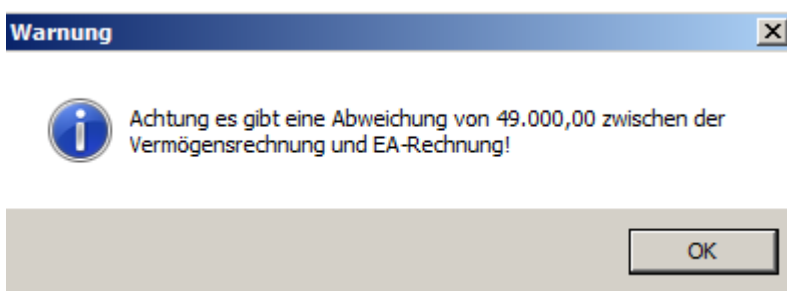 Warnung
Achtung es gibt eine Abweichung von 49.000,00 zwischen der
Vermögensrechnung und EA-Rechnung!
OK